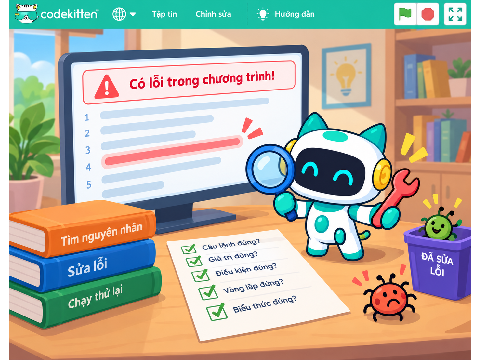 codekitten
Tập tin
Chỉnh sửa
Hướng dẫn
Có lỗi trong chương trình!
1
2
3
4
5
Tìm nguyên nhân
Sửa lỗi
Chạy thử lại
Câu lệnh đúng?
Giá trị đúng?
Điều kiện đúng?
Vòng lặp đúng?
Biểu thức đúng?
ĐÃ SỬA
LỖI